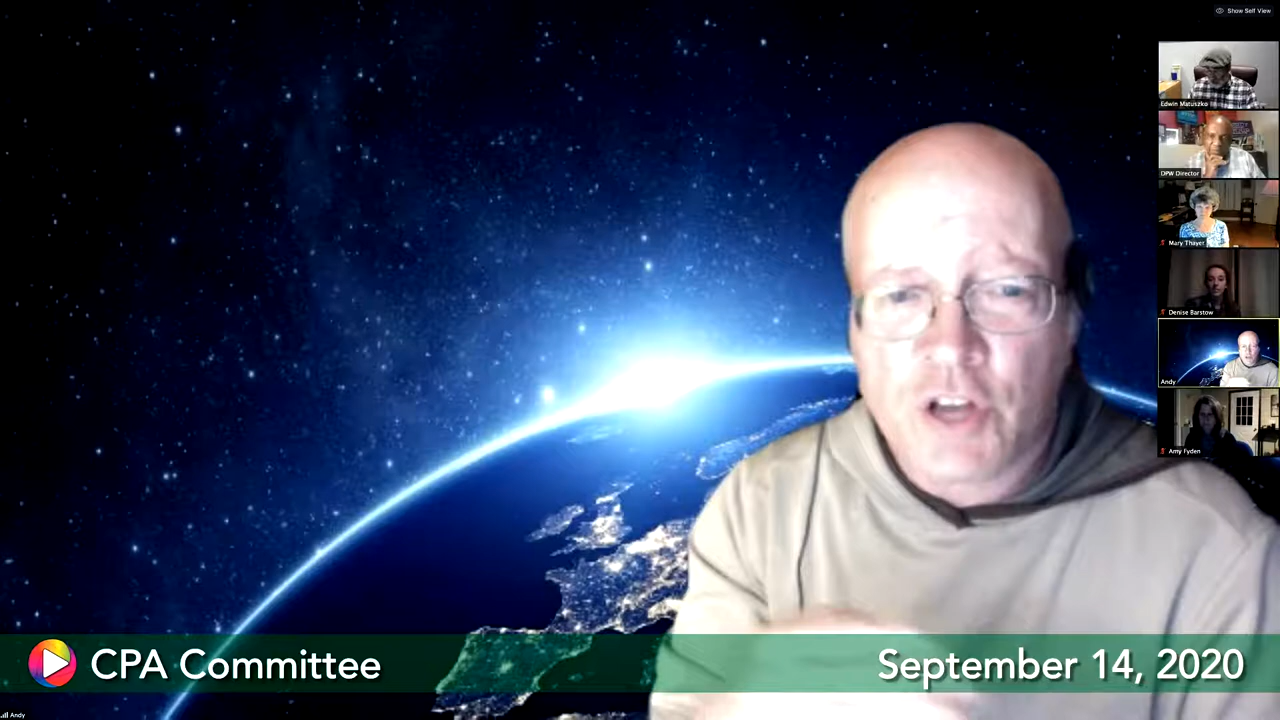 Show Self View
Edwin Matuszko
DPW Director
Mary Thayer
Denise Barstow
Andy
Amy Fyden
CPA Committee
September 14, 2020
Andy